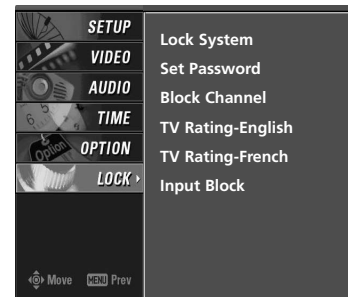 SETUP
VIDEO
AUDIO
TIME
OPTION
LOCK
Lock System
Set Password
Block Channel
TV Rating-English
TV Rating-French
Input Block
Move MENU Prev